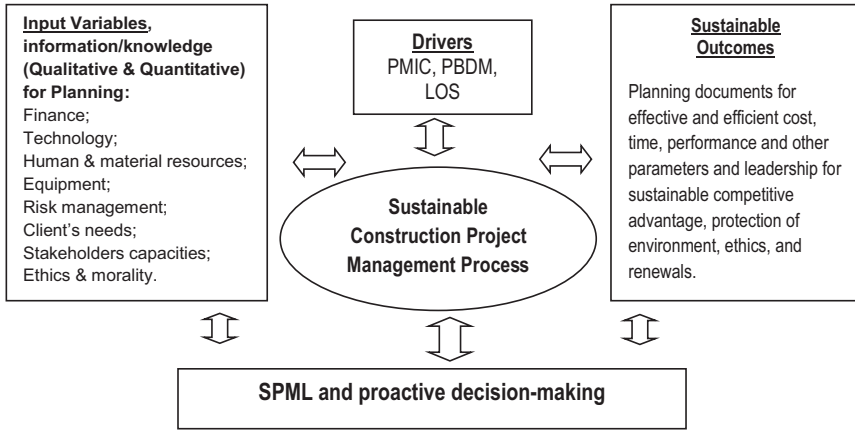 Input Variables,
information/knowledge
(Qualitative & Quantitative)
for Planning:
Finance;
Technology;
Human & material resources;
Equipment;
Risk management;
Client's needs;
Stakeholders capacities;
Ethics & morality.
Drivers
PMIC, PBDM,
LOS
Sustainable
Construction Project
Management Process
Sustainable
Outcomes
Planning documents for
effective and efficient cost,
time, performance and other
parameters and leadership for
sustainable competitive
advantage, protection of
environment, ethics, and
renewals.
SPML and proactive decision-making